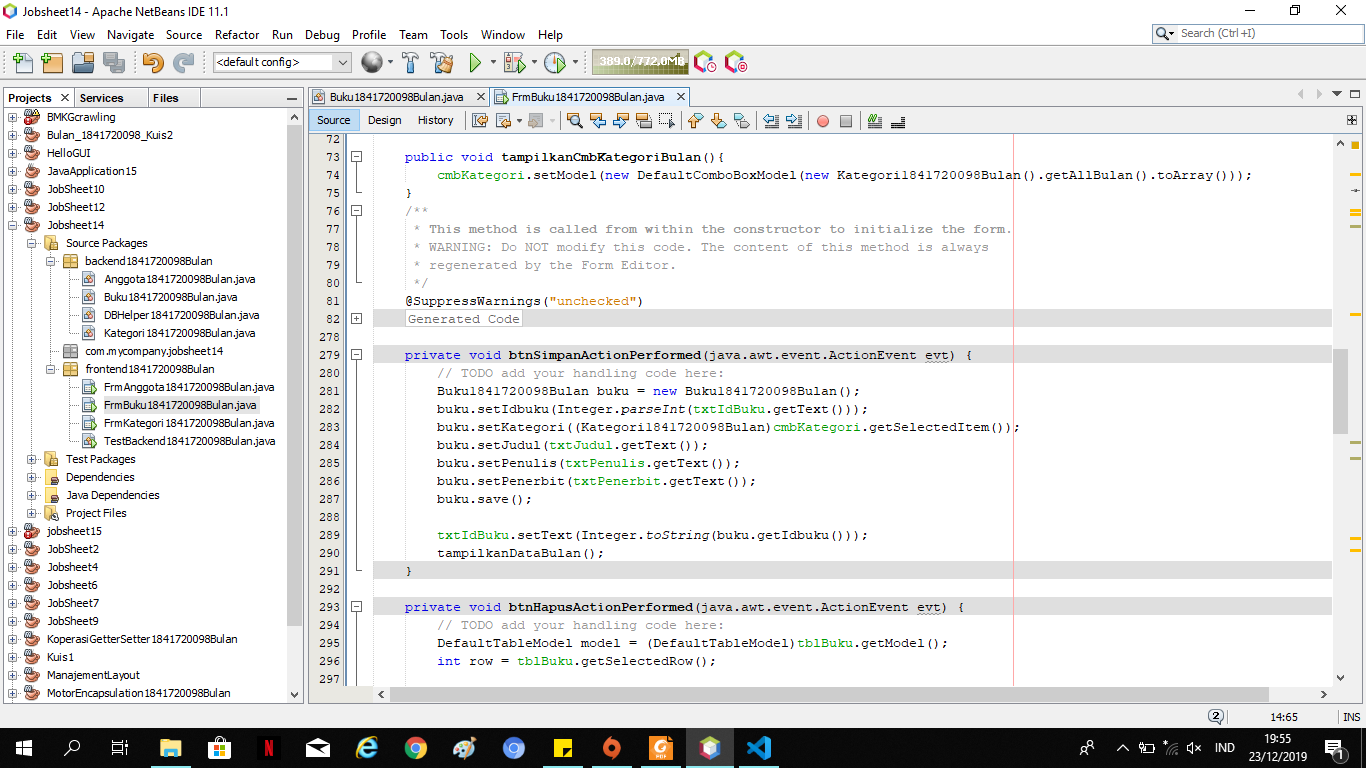 Jobsheet14 - Apache NetBeans IDE 11.1
File Edit View Navigate Source Refactor Run Debug Profile Team Tools Window Help
Search (Ctrl+I)
<default config>
389.0/772.0MB
Projects Services Files
BMKGcrawling
Bulan_1841720098_Kuis2
HelloGUI
JavaApplication15
JobSheet10
JobSheet12
Jobsheet14
Source Packages
backend1841720098Bulan
Anggota1841720098Bulan.java
Buku1841720098Bulan.java
DBHelper1841720098Bulan.java
Kategori1841720098Bulan.java
com.mycompany.jobsheet14
frontend1841720098Bulan
FrmAnggota1841720098Bulan.java
FrmBuku1841720098Bulan.java
FrmKategori1841720098Bulan.java
TestBackend1841720098Bulan.java
Test Packages
Dependencies
Java Dependencies
Project Files
jobsheet15
JobSheet2
Jobsheet4
Jobsheet6
JobSheet7
JobSheet9
KoperasiGetterSetter1841720098Bulan
Kuis1
ManajementLayout
MotorEncapsulation1841720098Bulan
Buku1841720098Bulan.java FrmBuku1841720098Bulan.java
Source Design History
72
73 public void tampilkanCmbKategoriBulan(){
74 cmbKategori.setModel(new DefaultComboBoxModel(new Kategori1841720098Bulan().getAllBulan().toArray()));
75 }
76 /**
77 * This method is called from within the constructor to initialize the form.
78 * WARNING: Do NOT modify this code. The content of this method is always
79 * regenerated by the Form Editor.
80 */
81 @SuppressWarnings("unchecked")
82 Generated Code
278
279 private void btnSimpanActionPerformed(java.awt.event.ActionEvent evt) {
280 // TODO add your handling code here:
281 Buku1841720098Bulan buku = new Buku1841720098Bulan();
282 buku.setIdbuku(Integer.parseInt(txtIdBuku.getText()));
283 buku.setKategori((Kategori1841720098Bulan)cmbKategori.getSelectedItem());
284 buku.setJudul(txtJudul.getText());
285 buku.setPenulis(txtPenulis.getText());
286 buku.setPenerbit(txtPenerbit.getText());
287 buku.save();
288
289 txtIdBuku.setText(Integer.toString(buku.getIdbuku()));
290 tampilkanDataBulan();
291 }
292
293 private void btnHapusActionPerformed(java.awt.event.ActionEvent evt) {
294 // TODO add your handling code here:
295 DefaultTableModel model = (DefaultTableModel)tblBuku.getModel();
296 int row = tblBuku.getSelectedRow();
297
2 14:65 INS
IND
19:55
23/12/2019
1